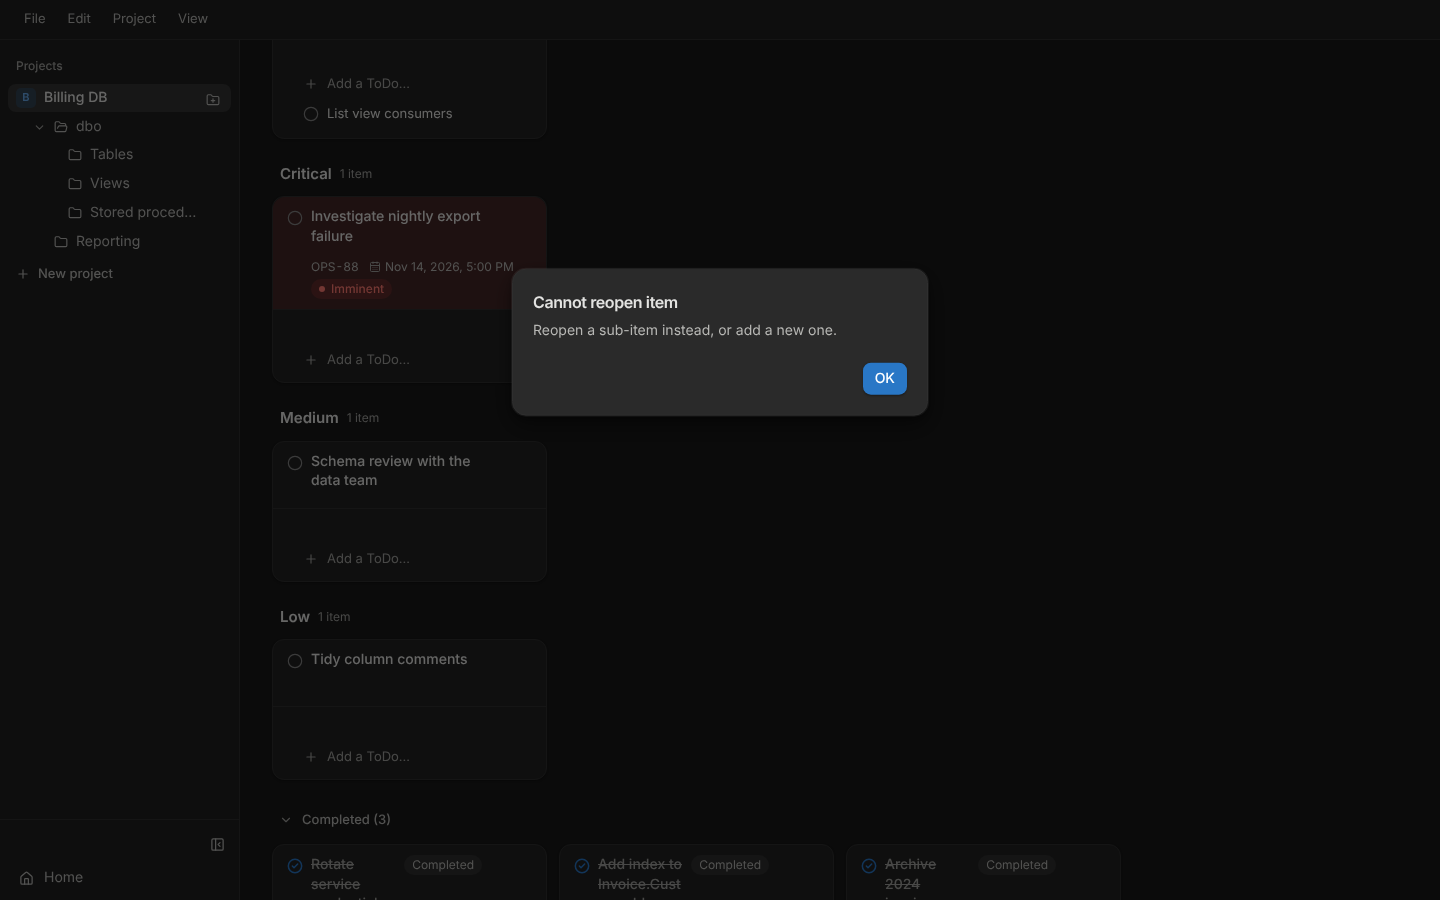 File Edit Project View
Projects
B Billing DB
dbo
Tables
Views
Stored proced...
Reporting
New project
Home
Add a ToDo...
List view consumers
Critical 1 item
Investigate nightly export
failure
OPS-88 Nov 14, 2026, 5:00 PM
Imminent
Add a ToDo...
Medium 1 item
Schema review with the
data team
Add a ToDo...
Low 1 item
Tidy column comments
Add a ToDo...
Completed (3)
Rotate Completed
service
Add index to Completed
Invoice.Cust
Archive Completed
2024
Cannot reopen item
Reopen a sub-item instead, or add a new one.
OK